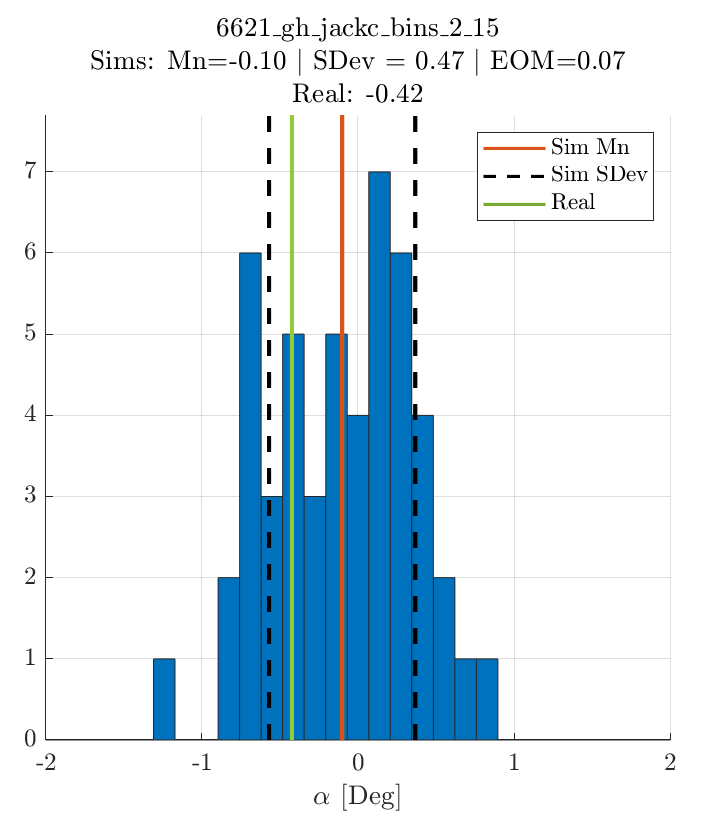 6621_gh_jackc_bins_2_15
Sims: Mn=-0.10 | SDev = 0.47 | EOM=0.07
Real: -0.42
Sim Mn
Sim SDev
Real
7
6
5
4
3
2
1
0
-2 -1 0 1 2
α [Deg]